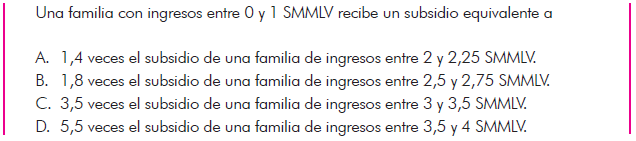 Una familia con ingresos entre 0 y 1 SMMLV recibe un subsidio equivalente a
A. 1,4 veces el subsidio de una familia de ingresos entre 2 y 2,25 SMMLV.
B. 1,8 veces el subsidio de una familia de ingresos entre 2,5 y 2,75 SMMLV.
C. 3,5 veces el subsidio de una familia de ingresos entre 3 y 3,5 SMMLV.
D. 5,5 veces el subsidio de una familia de ingresos entre 3,5 y 4 SMMLV.